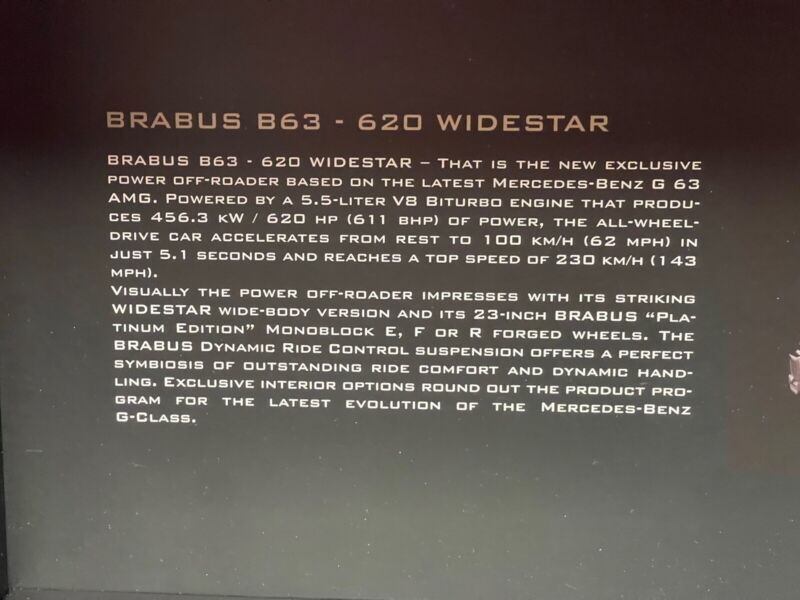 BRABUS B63 - 620 WIDESTAR
BRABUS B63 - 620 WIDESTAR – THAT IS THE NEW EXCLUSIVE
POWER OFF-ROADER BASED ON THE LATEST MERCEDES-BENZ G 63
AMG. POWERED BY A 5.5-LITER V8 BITURBO ENGINE THAT PRODU-
CES 456.3 KW / 620 HP (611 BHP) OF POWER, THE ALL-WHEEL-
DRIVE CAR ACCELERATES FROM REST TO 100 KM/H (62 MPH) IN
JUST 5.1 SECONDS AND REACHES A TOP SPEED OF 230 KM/H (143
MPH).
VISUALLY THE POWER OFF-ROADER IMPRESSES WITH ITS STRIKING
WIDESTAR WIDE-BODY VERSION AND ITS 23-INCH BRABUS “PLA-
TINUM EDITION” MONOBLOCK E, F OR R FORGED WHEELS. THE
BRABUS DYNAMIC RIDE CONTROL SUSPENSION OFFERS A PERFECT
SYMBIOSIS OF OUTSTANDING RIDE COMFORT AND DYNAMIC HAND-
LING. EXCLUSIVE INTERIOR OPTIONS ROUND OUT THE PRODUCT PRO-
GRAM FOR THE LATEST EVOLUTION OF THE MERCEDES-BENZ
G-CLASS.